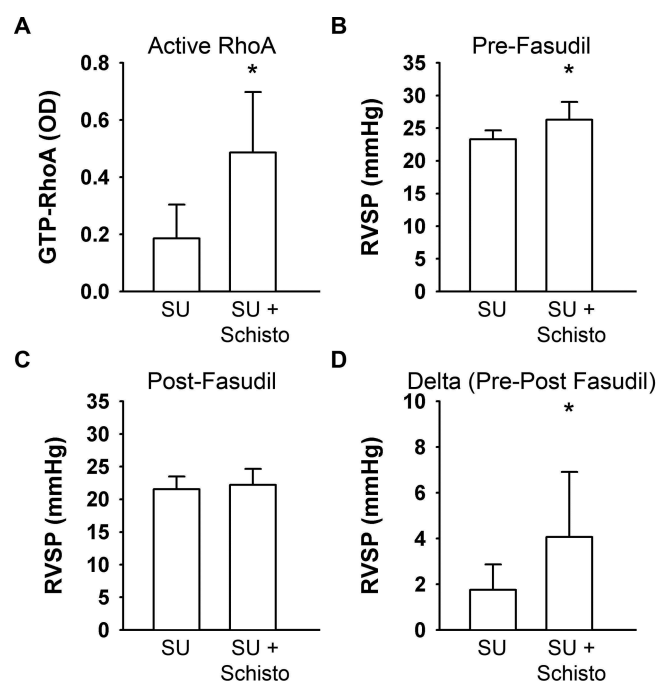 A
Active RhoA
GTP-RhoA (OD)
0.8
0.6
0.4
0.2
0.0
*
SU
SU +
Schisto
B
Pre-Fasudil
RVSP (mmHg)
35
30
25
20
15
10
5
0
*
SU
SU +
Schisto
C
Post-Fasudil
RVSP (mmHg)
35
30
25
20
15
10
5
0
SU
SU +
Schisto
D
Delta (Pre-Post Fasudil)
RVSP (mmHg)
10
8
6
4
2
0
*
SU
SU +
Schisto